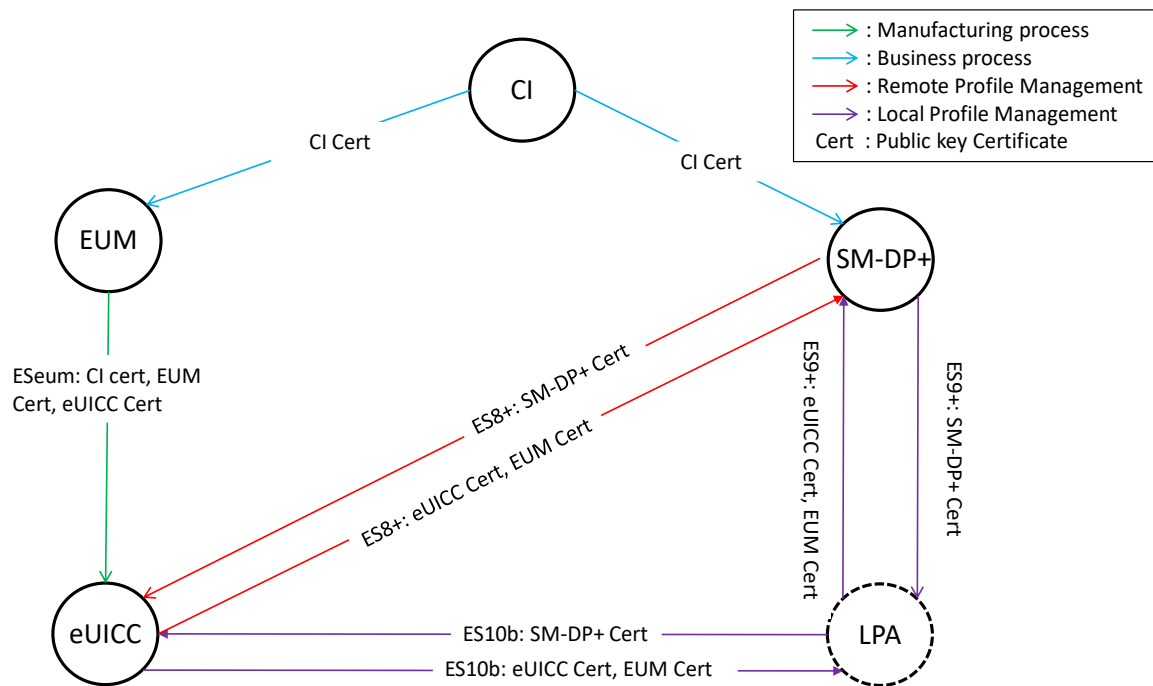 CI
: Manufacturing process
: Business process
: Remote Profile Management
: Local Profile Management
Cert : Public key Certificate
CI Cert
CI Cert
EUM
SM-DP+
ESeum: CI cert, EUM
Cert, eUICC Cert
ES8+: SM-DP+ Cert
ES8+: eUICC Cert, EUM Cert
ES9+: eUICC Cert, EUM Cert
ES9+: SM-DP+ Cert
eUICC
ES10b: SM-DP+ Cert
ES10b: eUICC Cert, EUM Cert
LPA